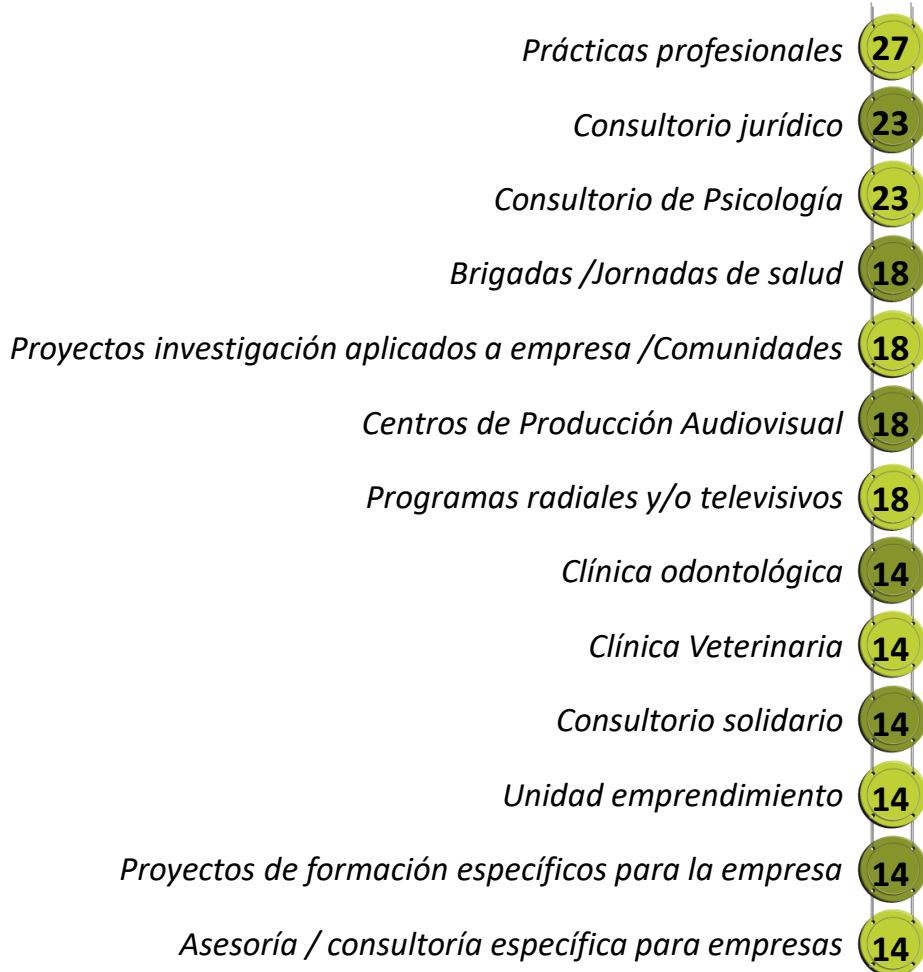 Prácticas profesionales 27
Consultorio jurídico 23
Consultorio de Psicología 23
Brigadas /Jornadas de salud 18
Proyectos investigación aplicados a empresa /Comunidades 18
Centros de Producción Audiovisual 18
Programas radiales y/o televisivos 18
Clínica odontológica 14
Clínica Veterinaria 14
Consultorio solidario 14
Unidad emprendimiento 14
Proyectos de formación específicos para la empresa 14
Asesoría / consultoría específica para empresas 14